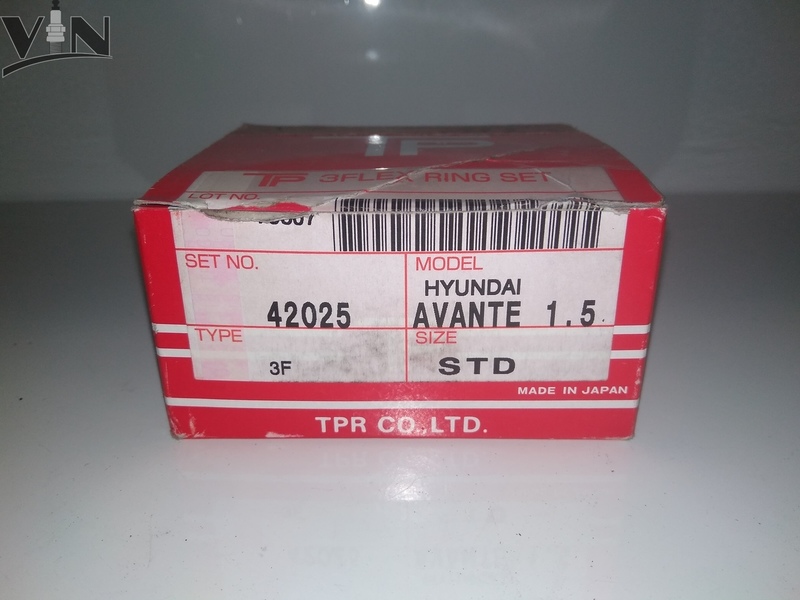 VIN
TP
TP 3FLEX RING SET
LOT NO.
SET NO.
42025
MODEL
HYUNDAI
AVANTE 1.5
TYPE
3F
SIZE
STD
MADE IN JAPAN
TPR CO.,LTD.